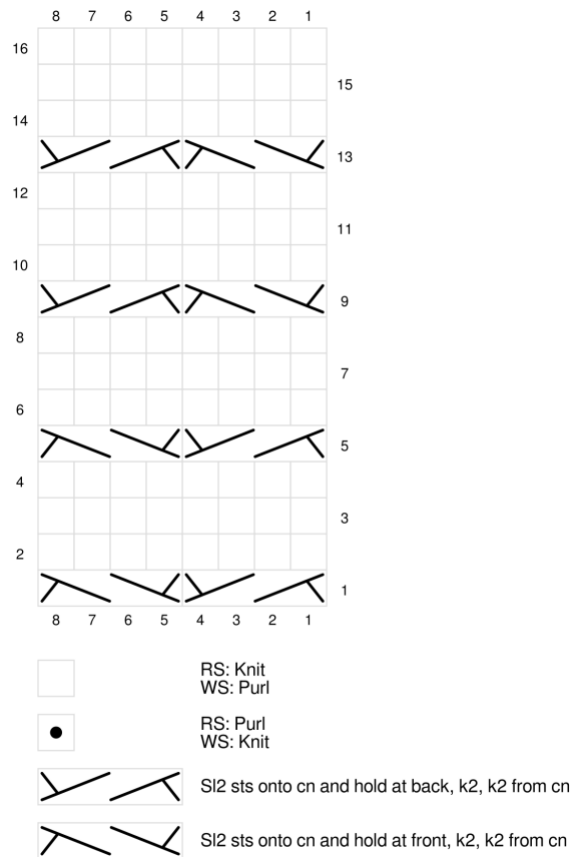 8 7 6 5 4 3 2 1
16
15
14
13
12
11
10
9
8
7
6
5
4
3
2
1
8 7 6 5 4 3 2 1
RS: Knit
WS: Purl
RS: Purl
WS: Knit
Sl2 sts onto cn and hold at back, k2, k2 from cn
Sl2 sts onto cn and hold at front, k2, k2 from cn